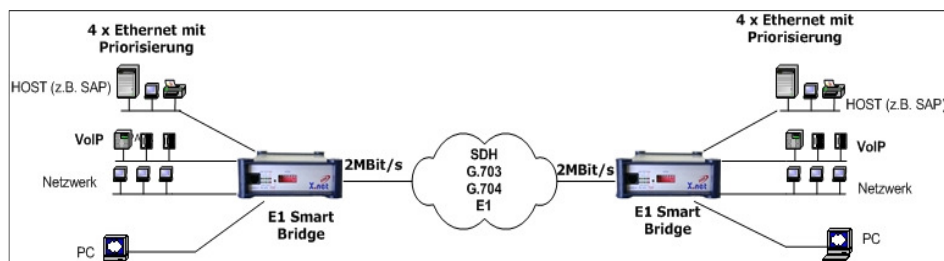 4 x Ethernet mit
Priorisierung
HOST (z.B. SAP)
VoIP
Netzwerk
PC
X.net
E1 Smart
Bridge
2MBit/s
SDH
G.703
G.704
E1
2MBit/s
4 x Ethernet mit
Priorisierung
HOST (z.B. SAP)
VoIP
Netzwerk
PC
X.net
E1 Smart
Bridge